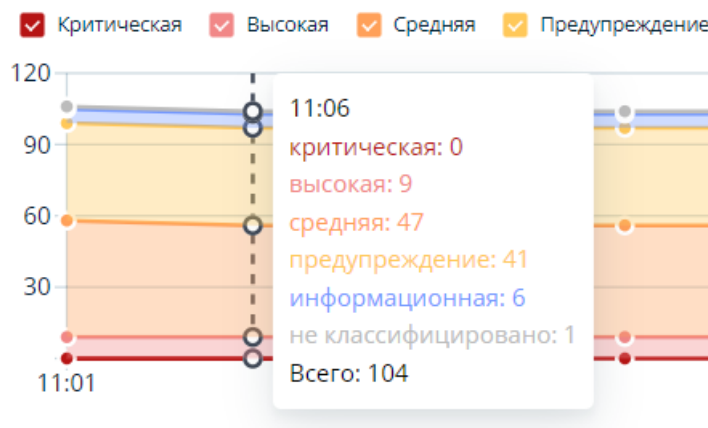 Критическая Высокая Средняя Предупреждение
120
90
60
30
11:01
11:06
критическая: 0
высокая: 9
средняя: 47
предупреждение: 41
информационная: 6
не классифицировано: 1
Всего: 104